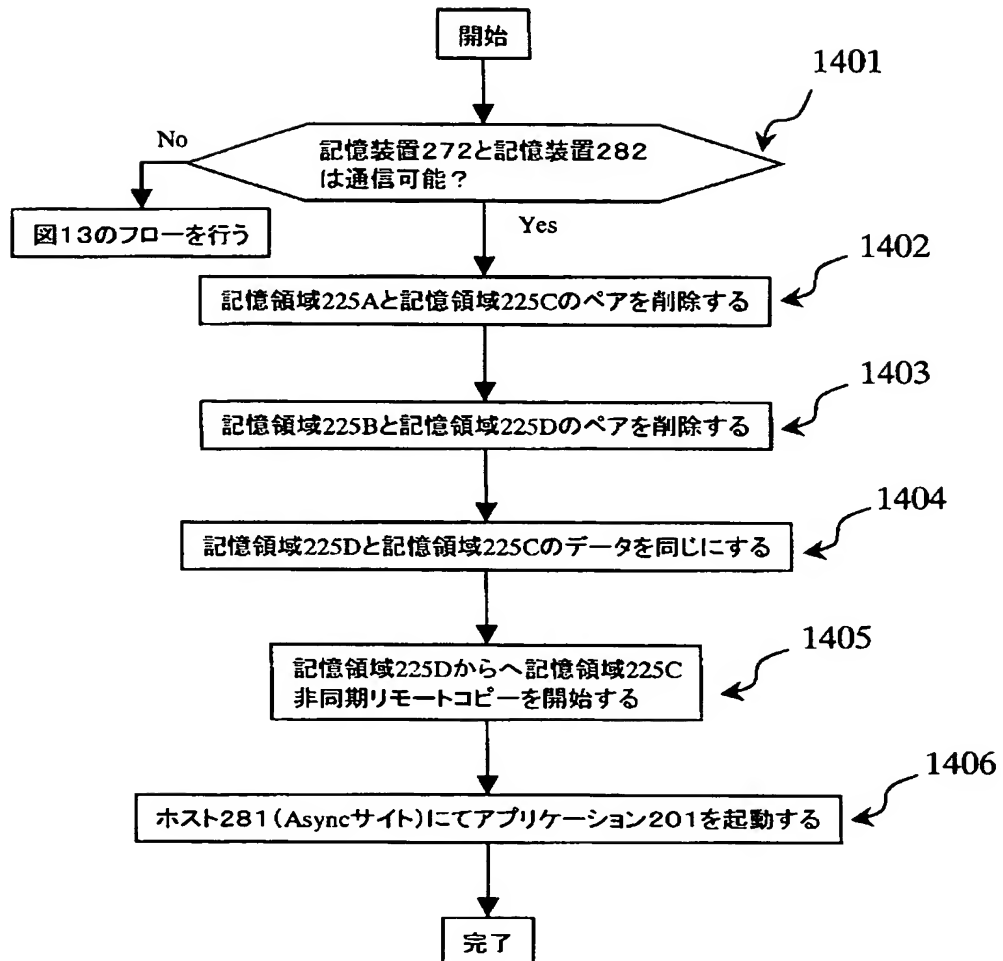 開始
1401
No
記憶装置272と記憶装置282
は通信可能?
図13のフローを行う
Yes
1402
記憶領域225Aと記憶領域225Cのペアを削除する
1403
記憶領域225Bと記憶領域225Dのペアを削除する
1404
記憶領域225Dと記憶領域225Cのデータを同じにする
1405
記憶領域225Dからへ記憶領域225C
非同期リモートコピーを開始する
1406
ホスト281(Asyncサイト)にてアプリケーション201を起動する
完了